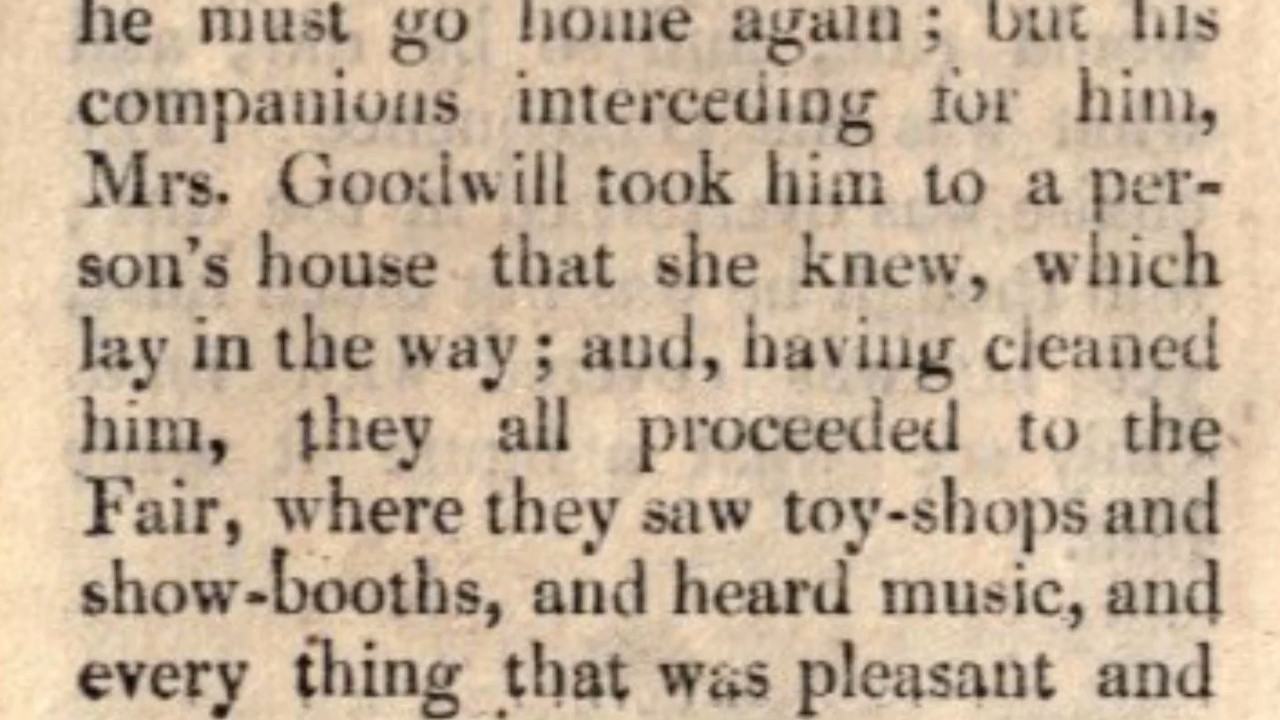 he must go home again; but his
companions interceding for him,
Mrs. Goodwill took him to a per-
son's house that she knew, which
lay in the way; and, having cleaned
him, they all proceeded to the
Fair, where they saw toy-shops and
show-booths, and heard music, and
every thing that was pleasant and